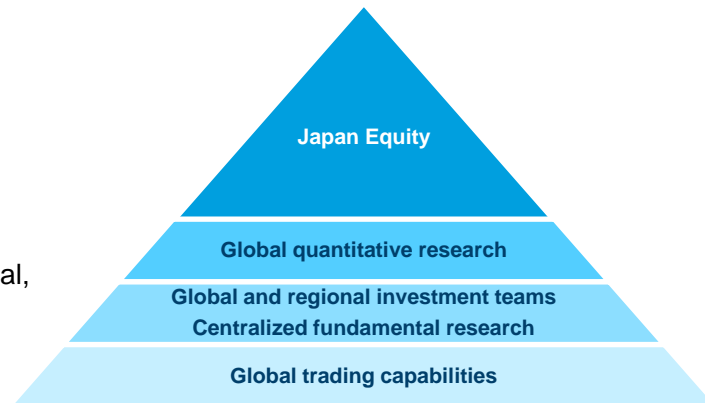 Japan Equity
Global quantitative research
al,
Global and regional investment teams
Centralized fundamental research
Global trading capabilities